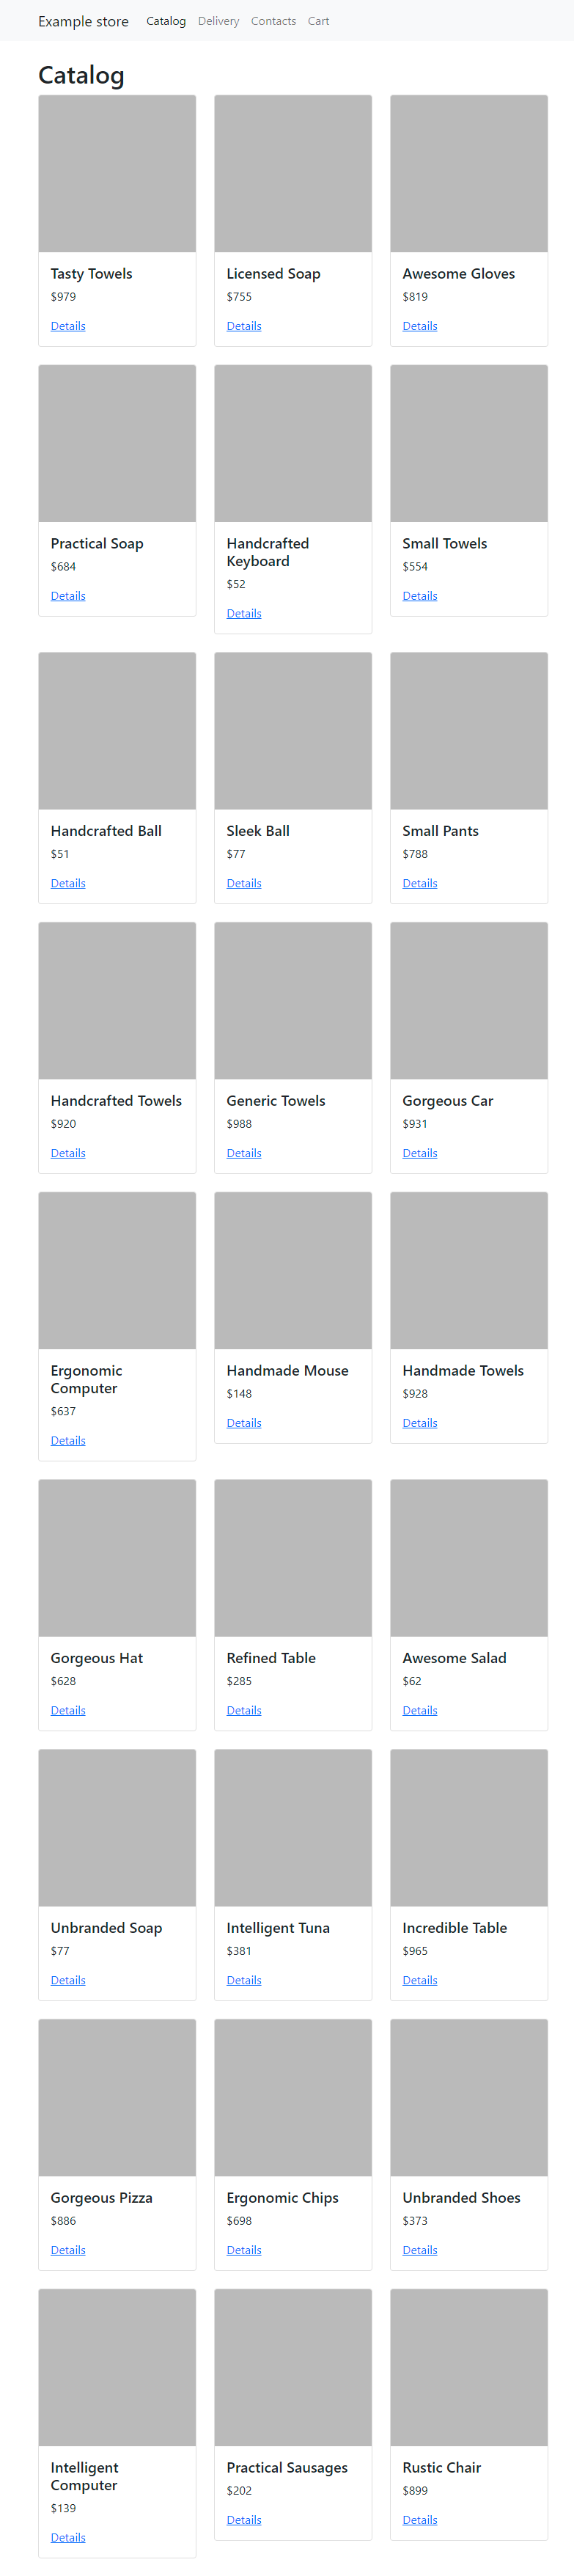 Example store Catalog Delivery Contacts Cart
Catalog
Tasty Towels
$979
Details
Licensed Soap
$755
Details
Awesome Gloves
$819
Details
Practical Soap
$684
Details
Handcrafted
Keyboard
$52
Details
Small Towels
$554
Details
Handcrafted Ball
$51
Details
Sleek Ball
$77
Details
Small Pants
$788
Details
Handcrafted Towels
$920
Details
Generic Towels
$988
Details
Gorgeous Car
$931
Details
Ergonomic
Computer
$637
Details
Handmade Mouse
$148
Details
Handmade Towels
$928
Details
Gorgeous Hat
$628
Details
Refined Table
$285
Details
Awesome Salad
$62
Details
Unbranded Soap
$77
Details
Intelligent Tuna
$381
Details
Incredible Table
$965
Details
Gorgeous Pizza
$886
Details
Ergonomic Chips
$698
Details
Unbranded Shoes
$373
Details
Intelligent
Computer
$139
Details
Practical Sausages
$202
Details
Rustic Chair
$899
Details